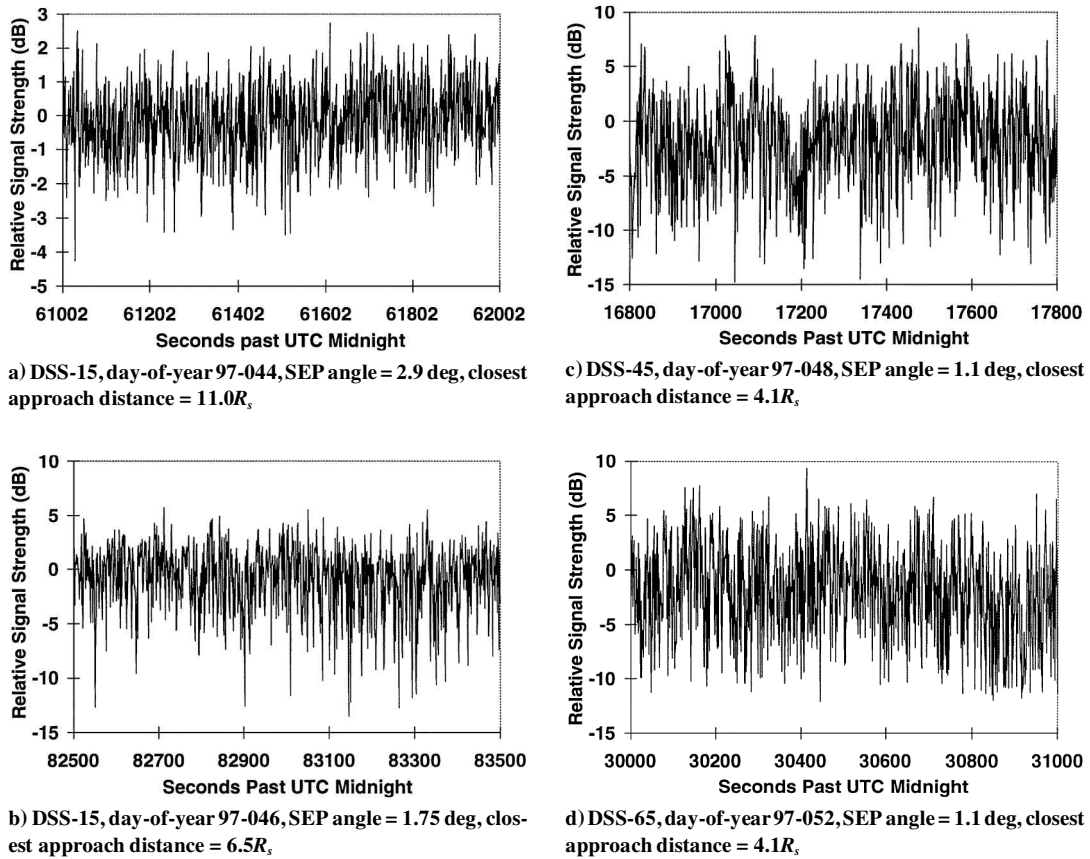 Relative Signal Strength (dB)
3
2
1
0
-1
-2
-3
-4
-5
61002 61202 61402 61602 61802 62002
Seconds past UTC Midnight
a) DSS-15, day-of-year 97-044, SEP angle = 2.9 deg, closest
approach distance = 11.0Rs
Relative Signal Strength (dB)
10
5
0
-5
-10
-15
82500 82700 82900 83100 83300 83500
Seconds Past UTC Midnight
b) DSS-15, day-of-year 97-046, SEP angle = 1.75 deg, clos-
est approach distance = 6.5Rs
Relative Signal Strength (dB)
10
5
0
-5
-10
-15
16800 17000 17200 17400 17600 17800
Seconds Past UTC Midnight
c) DSS-45, day-of-year 97-048, SEP angle = 1.1 deg, closest
approach distance = 4.1Rs
Relative Signal Strength (dB)
10
5
0
-5
-10
-15
30000 30200 30400 30600 30800 31000
Seconds Past UTC Midnight
d) DSS-65, day-of-year 97-052, SEP angle = 1.1 deg, closest
approach distance = 4.1Rs